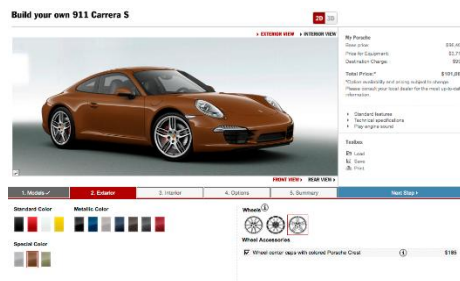 Build your own 911 Carrera S
2D 3D
EXTERIOR VIEW INTERIOR VIEW
My Porsche
Base price:
Price for Equipment:
Destination Charge:
Total Price:*
information.
Standard features
Technical specifications
Play engine sound
Toolbox
Load
Save
Print
FRONT VIEW REAR VIEW
1. Models 2. Exterior 3. Interior 4. Options 5. Summary Next Step
Standard Color Metallic Color
Special Color
Wheels
Wheel Accessories
Wheel center caps with colored Porsche Crest $185